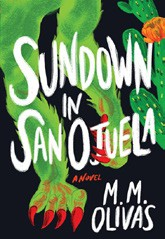 SUNDOWN
IN
SAN OJUELA
A NOVEL
M. M.
OLIVAS